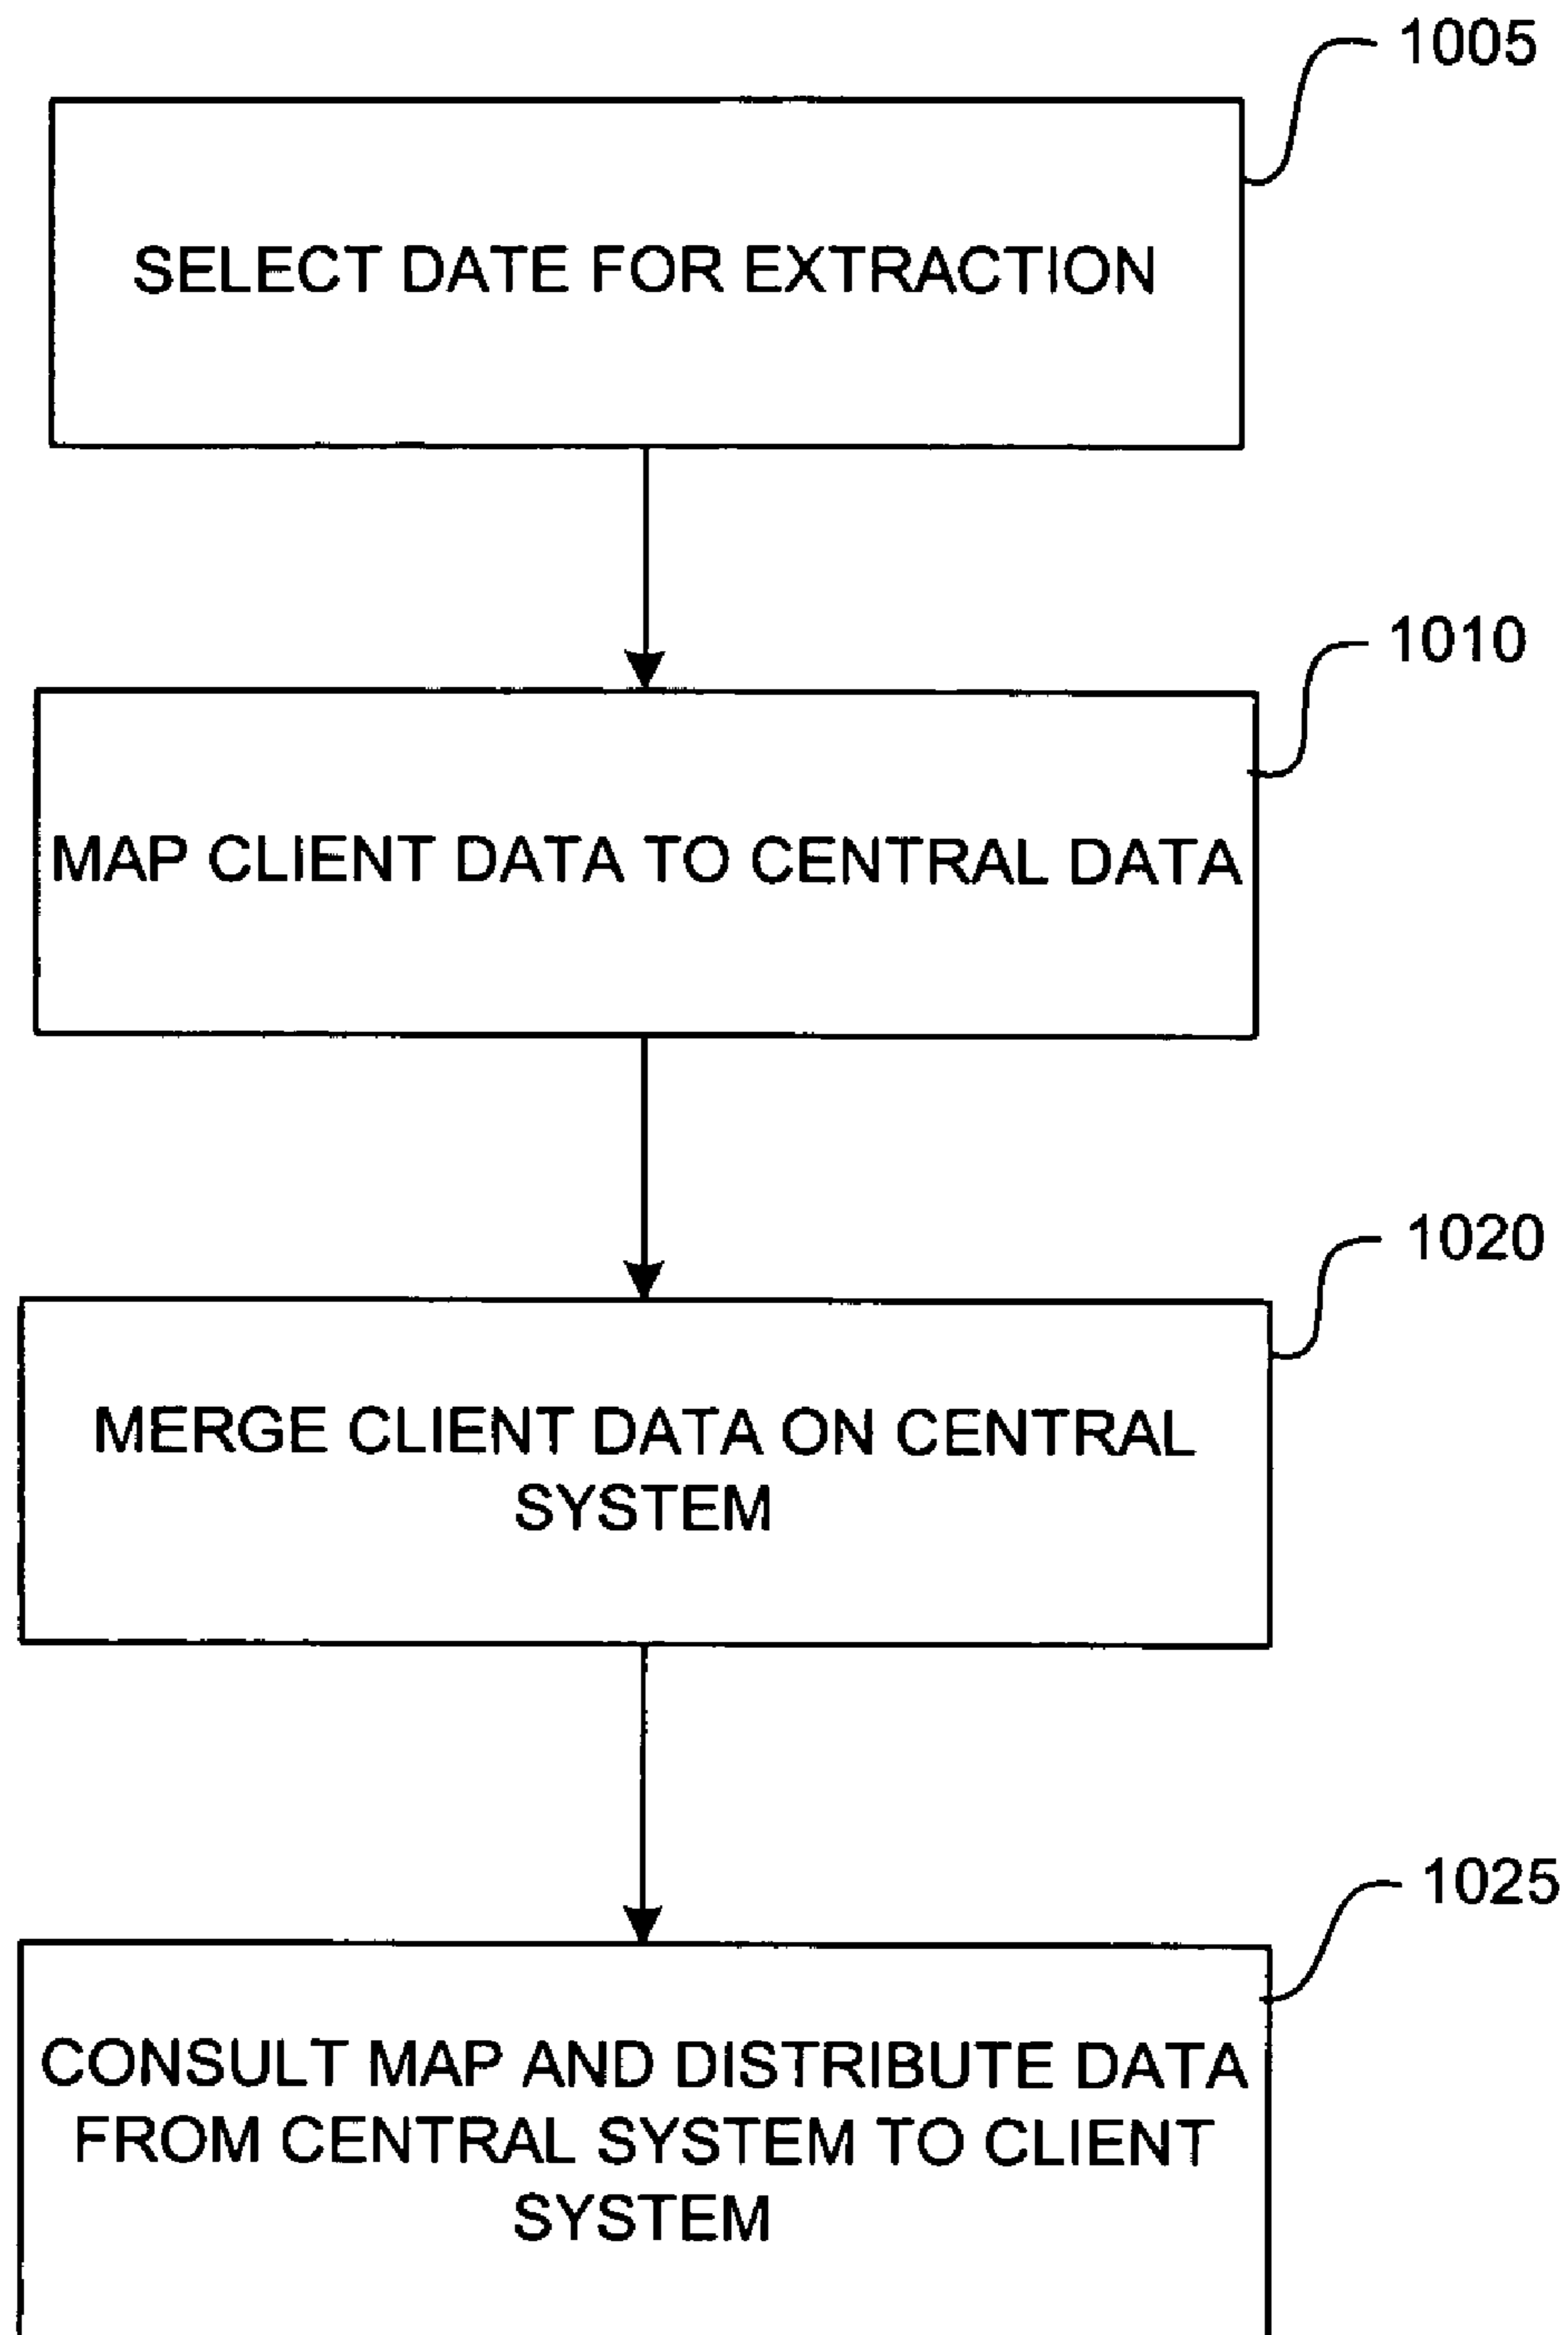 1005
SELECT DATE FOR EXTRACTION
1010
MAP CLIENT DATA TO CENTRAL DATA
1020
MERGE CLIENT DATA ON CENTRAL
SYSTEM
1025
CONSULT MAP AND DISTRIBUTE DATA
FROM CENTRAL SYSTEM TO CLIENT
SYSTEM